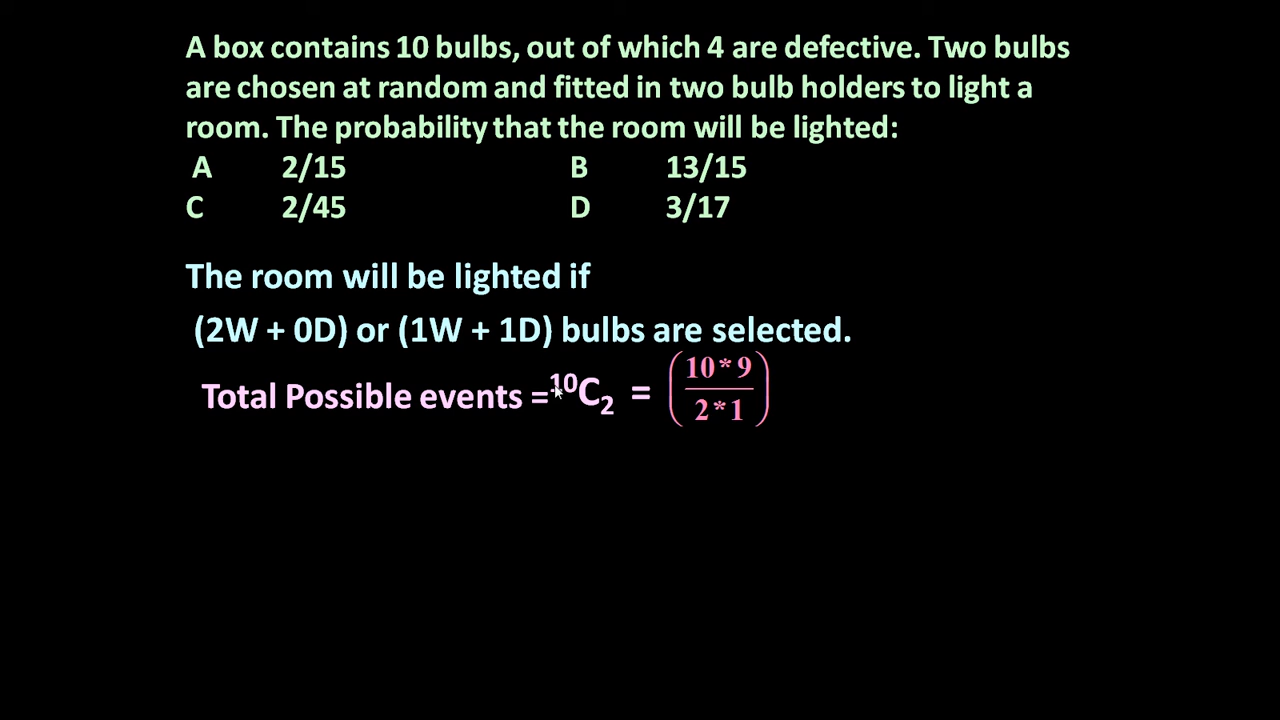 A box contains 10 bulbs, out of which 4 are defective. Two bulbs
are chosen at random and fitted in two bulb holders to light a
room. The probability that the room will be lighted:
A 2/15 B 13/15
C 2/45 D 3/17
The room will be lighted if
(2W + 0D) or (1W + 1D) bulbs are selected.
Total Possible events = ¹⁰C₂ = (10 * 9 / 2 * 1)